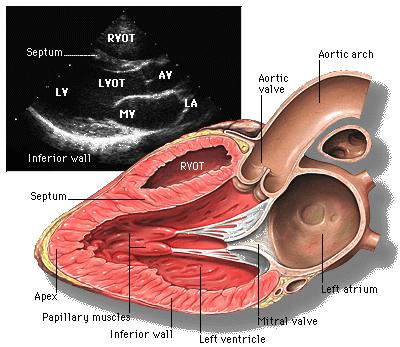 RVOT
Septum
AV
LVOT
LV
LA
MV
Inferior wall
Aortic arch
Aortic
valve
RVOT
Septum
Apex
Left atrium
Papillary muscles
Mitral valve
Inferior wall
Left ventricle